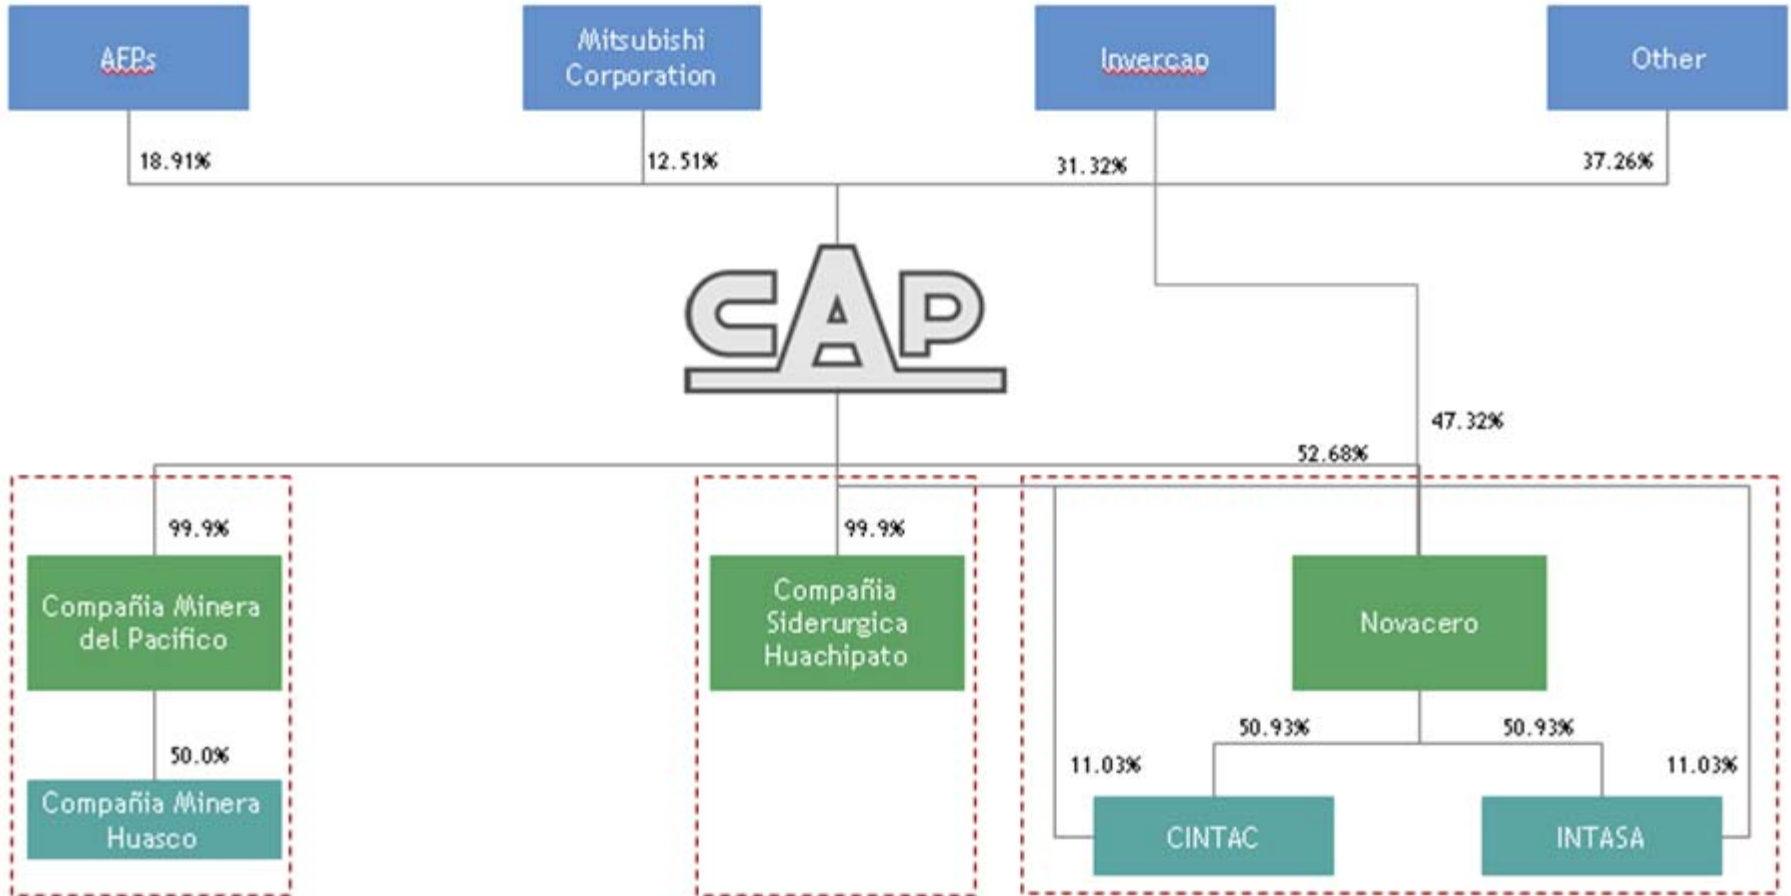 AFPs
Mitsubishi
Corporation
Invercap
Other
18.91%
12.51%
31.32%
37.26%
CAP
47.32%
52.68%
99.9%
99.9%
Compañia Minera
del Pacifico
Compañia
Siderurgica
Huachipato
Novacero
50.93%
50.93%
50.0%
11.03%
11.03%
Compañia Minera
Huasco
CINTAC
INTASA